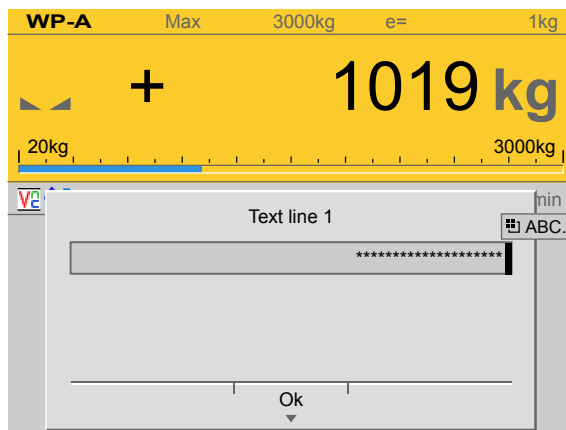 WP-A Max 3000kg e= 1kg
+ 1019 kg
20kg 3000kg
min
Text line 1
ABC.
********************
Ok